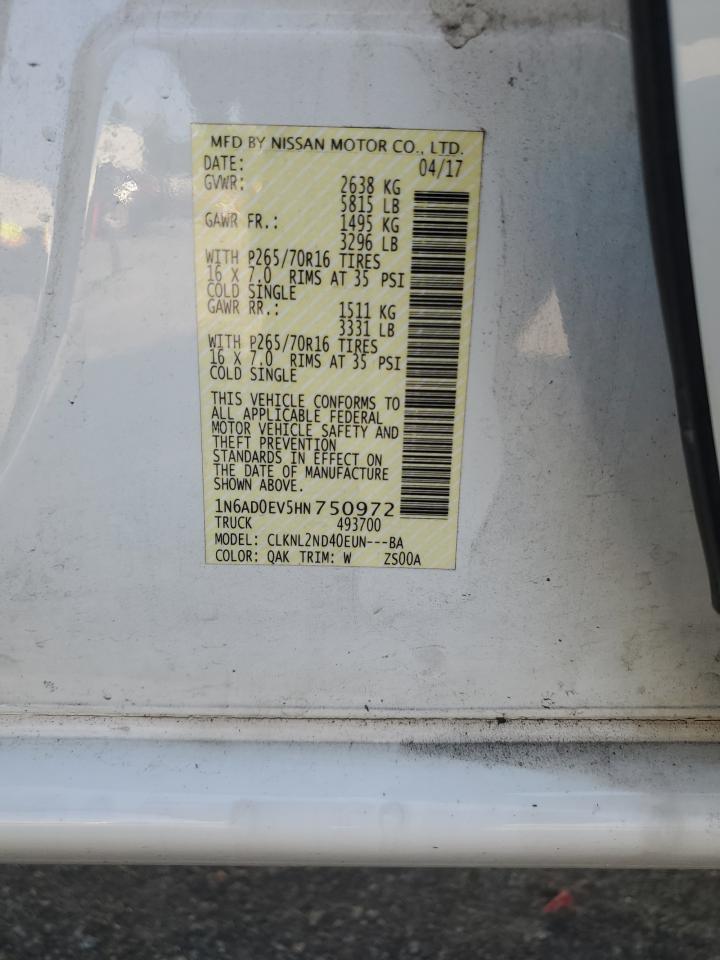 MFD BY NISSAN MOTOR CO., LTD.
DATE: 04/17
GVWR: 2638 KG
5815 LB
GAWR FR.: 1495 KG
3296 LB
WITH P265/70R16 TIRES
16 X 7.0 RIMS AT 35 PSI
COLD SINGLE
GAWR RR.: 1511 KG
3331 LB
WITH P265/70R16 TIRES
16 X 7.0 RIMS AT 35 PSI
COLD SINGLE
THIS VEHICLE CONFORMS TO
ALL APPLICABLE FEDERAL
MOTOR VEHICLE SAFETY AND
THEFT PREVENTION
STANDARDS IN EFFECT ON
THE DATE OF MANUFACTURE
SHOWN ABOVE.
1N6AD0EV5HN750972
TRUCK 493700
MODEL: CLKNL2ND40EUN---BA
COLOR: QAK TRIM: W ZS00A